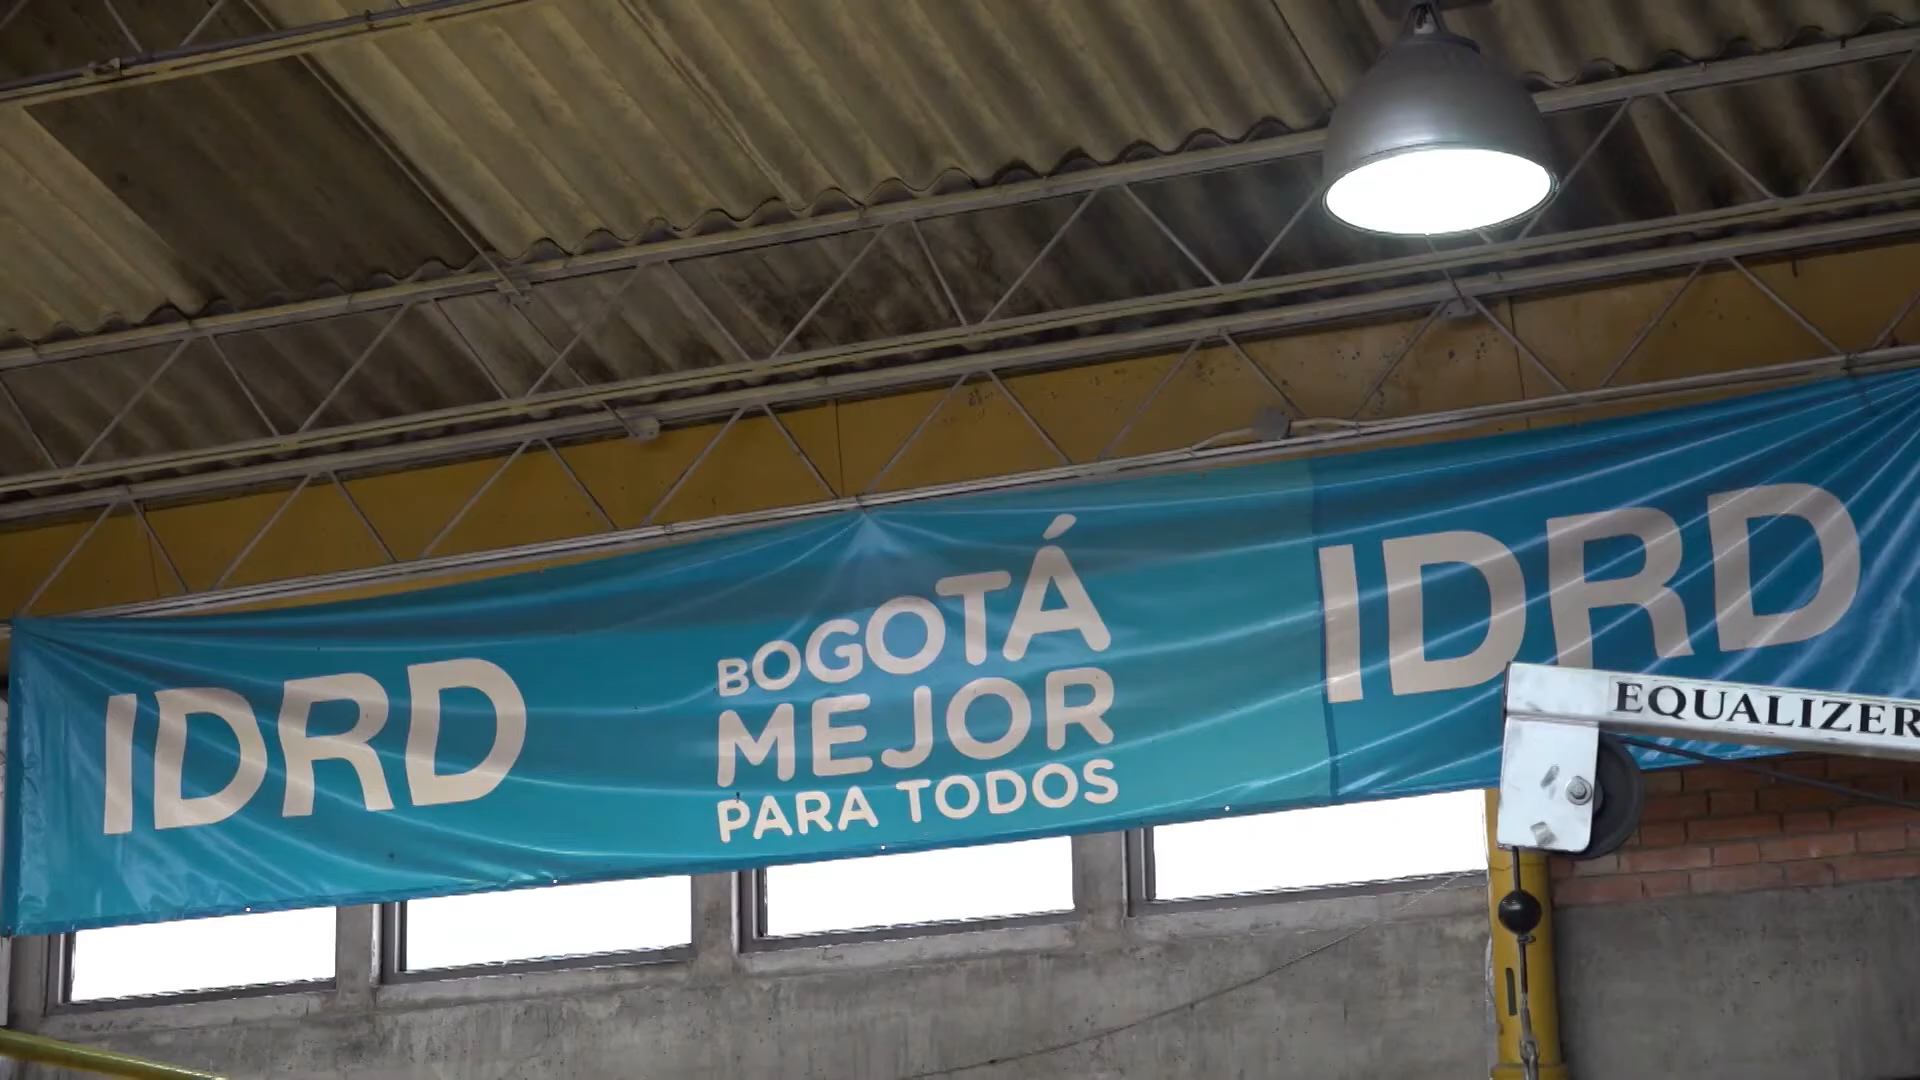 IDRD
BOGOTÁ
MEJOR
PARA TODOS
IDRD
EQUALIZER